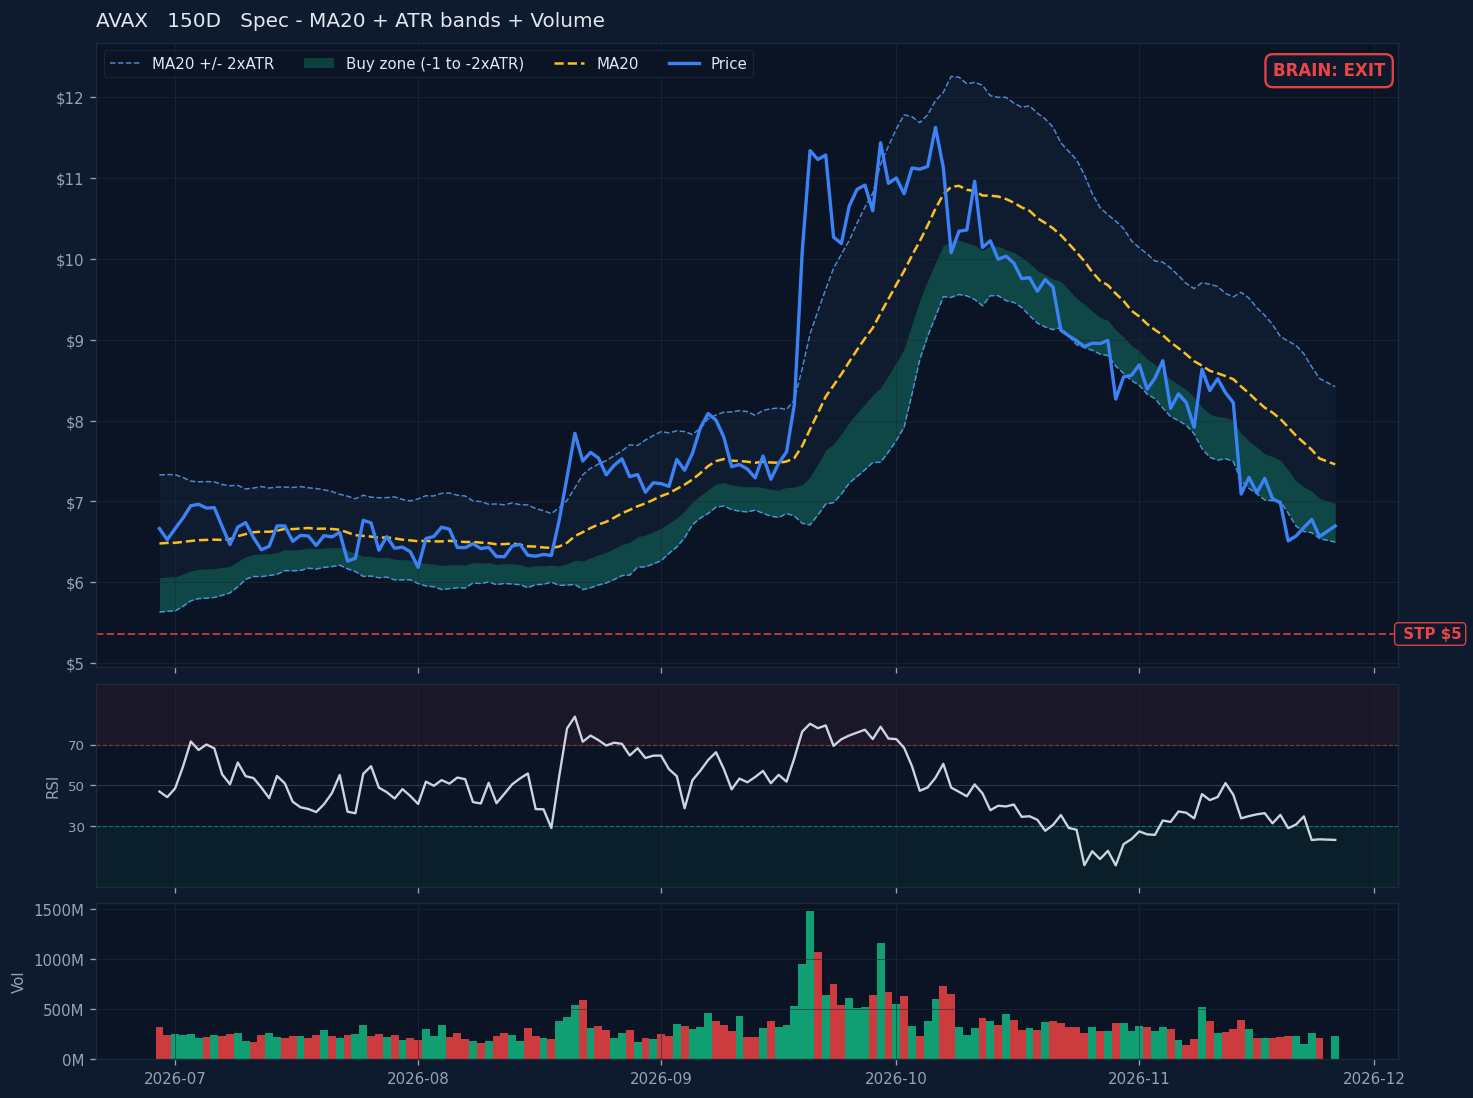 AVAX   150D   Spec - MA20 + ATR bands + Volume
MA20 +/- 2xATR
Buy zone (-1 to -2xATR)
MA20
Price
BRAIN: EXIT
$12
$11
$10
$9
$8
$7
$6
$5
STP $5
RSI
70
50
30
Vol
1500M
1000M
500M
0M
2026-07
2026-08
2026-09
2026-10
2026-11
2026-12